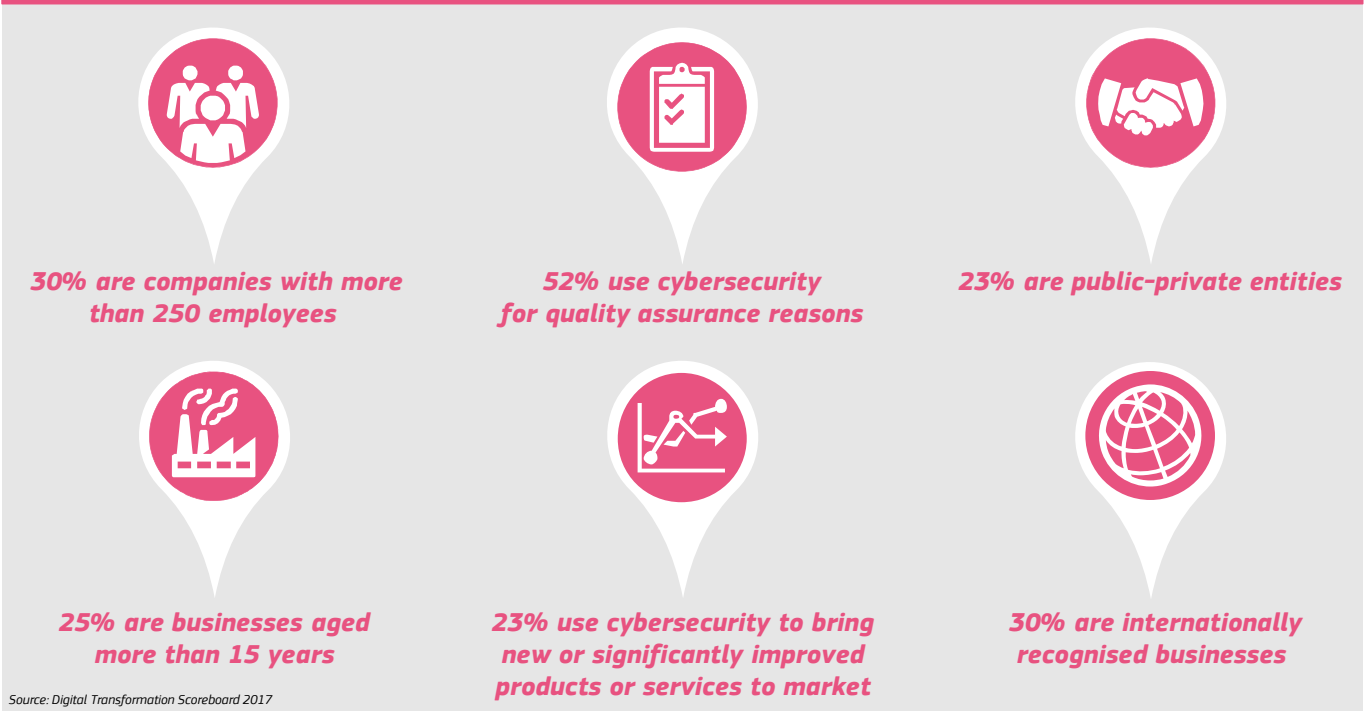 30% are companies with more
than 250 employees
52% use cybersecurity
for quality assurance reasons
23% are public-private entities
25% are businesses aged
more than 15 years
23% use cybersecurity to bring
new or significantly improved
products or services to market
30% are internationally
recognised businesses
Source: Digital Transformation Scoreboard 2017